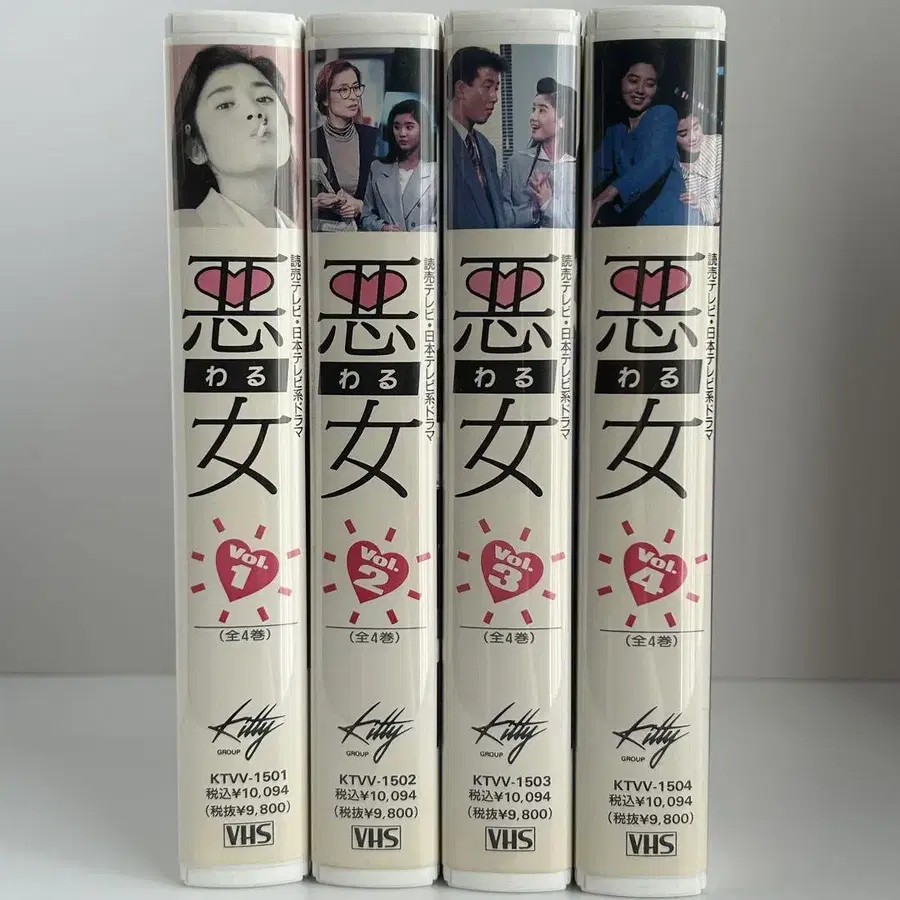 悪
わる
女
読売テレビ・日本テレビ系ドラマ
Vol.
1
(全4巻)
Kitty
GROUP
KTVV-1501
税込¥10,094
(税抜¥9,800)
VHS
悪
わる
女
読売テレビ・日本テレビ系ドラマ
Vol.
2
(全4巻)
Kitty
GROUP
KTVV-1502
税込¥10,094
(税抜¥9,800)
VHS
悪
わる
女
読売テレビ・日本テレビ系ドラマ
Vol.
3
(全4巻)
Kitty
GROUP
KTVV-1503
税込¥10,094
(税抜¥9,800)
VHS
悪
わる
女
読売テレビ・日本テレビ系ドラマ
Vol.
4
(全4巻)
Kitty
GROUP
KTVV-1504
税込¥10,094
(税抜¥9,800)
VHS